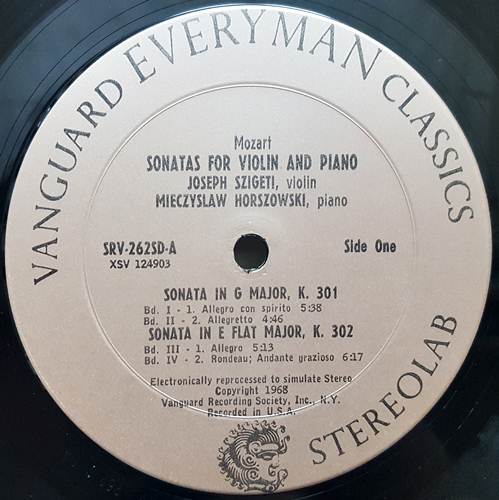 VANGUARD EVERYMAN CLASSICS
Mozart
SONATAS FOR VIOLIN AND PIANO
JOSEPH SZIGETI, violin
MIECZYSLAW HORSZOWSKI, piano
SRV-262SD-A
XSV 124903
Side One
SONATA IN G MAJOR, K. 301
Bd. I - 1. Allegro con spirito 5:38
Bd. II - 2. Allegretto 4:46
SONATA IN E FLAT MAJOR, K. 302
Bd. III - 1. Allegro 5:13
Bd. IV - 2. Rondeau; Andante grazioso 6:17
Electronically reprocessed to simulate Stereo
Copyright 1968
Vanguard Recording Society, Inc., N.Y.
Recorded in U.S.A.
STEREOLAB